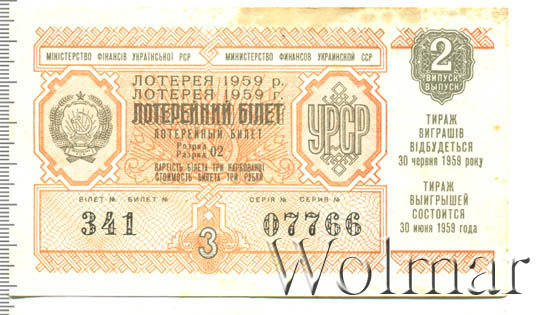 МІНІСТЕРСТВО ФІНАНСІВ УКРАЇНСЬКОЇ РСР МИНИСТЕРСТВО ФИНАНСОВ УКРАИНСКОЙ ССР
ЛОТЕРЕЯ 1959 р.
ЛОТЕРЕЯ 1959 г.
ЛОТЕРЕЙНИЙ БІЛЕТ
ЛОТЕРЕЙНЫЙ БИЛЕТ
Розряд
Разряд 02
ВАРТІСТЬ БІЛЕТА ТРИ КАРБОВАНЦІ
СТОИМОСТЬ БИЛЕТА ТРИ РУБЛЯ
УРСР
БІЛЕТ № БИЛЕТ № СЕРІЯ № СЕРИЯ №
341 3 07766
2
ВИПУСК
ВЫПУСК
ТИРАЖ
ВИГРАШІВ
ВІДБУДЕТЬСЯ
30 червня 1959 року
ТИРАЖ
ВЫИГРЫШЕЙ
СОСТОИТСЯ
30 июня 1959 года
Wolmar